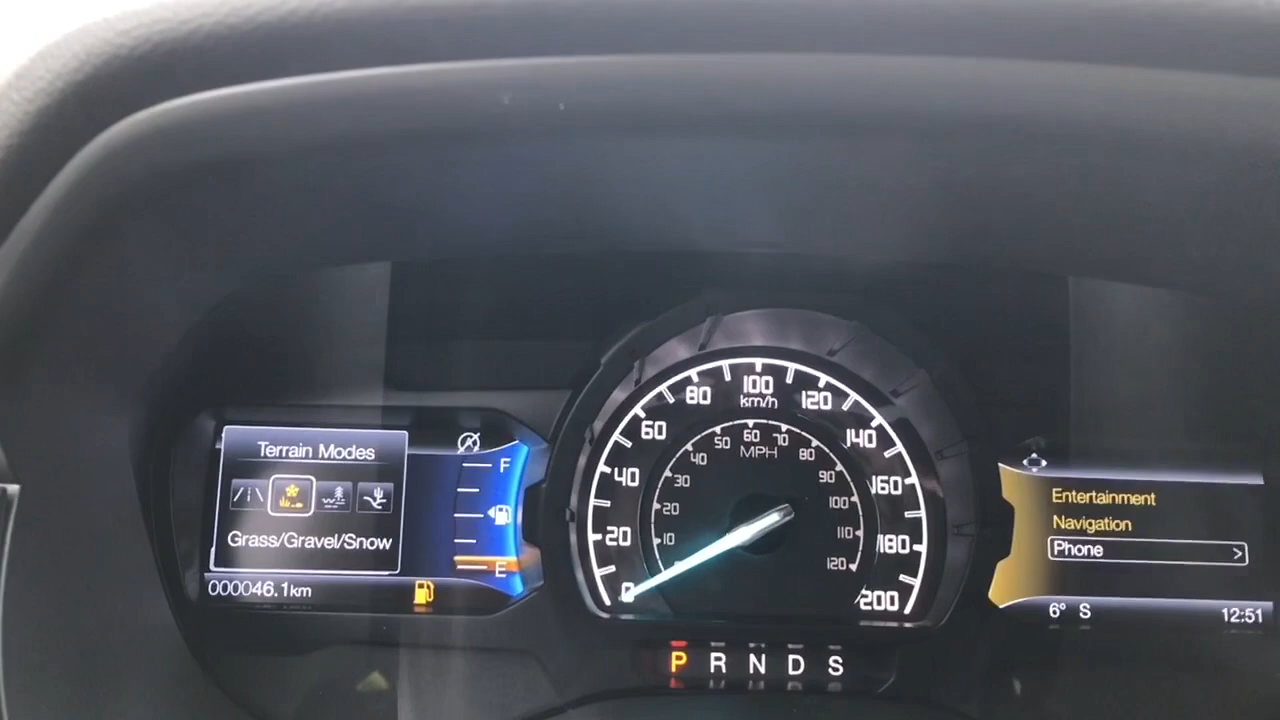 Terrain Modes
Grass/Gravel/Snow
000046.1km
F
E
0
20
40
60
80
100
120
140
160
180
200
km/h
10
20
30
40
50
60
70
80
90
100
110
120
MPH
P R N D S
Entertainment
Navigation
Phone >
6° S
12:51